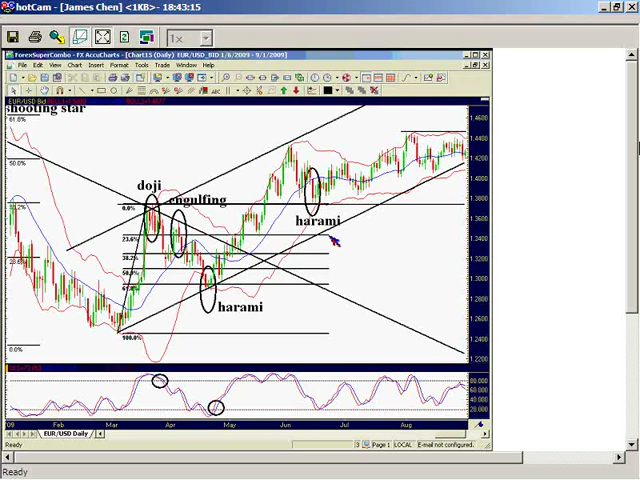 hotCam - [James Chen] <1KB> - 18:43:15
1x
ForexSuperCombo - FX AccuCharts - [Chart15 (Daily) EUR/USD_BID 1/6/2009 - 9/1/2009]
File Edit View Chart Insert Format Tools Trade Window Help
EUR/USD Bid
shooting star
61.8%
50.0%
0.0%
23.6%
38.2%
50.0%
100.0%
0.0%
doji
engulfing
harami
harami
1.4600
1.4400
1.4200
1.4000
1.3800
1.3600
1.3400
1.3200
1.3000
1.2800
1.2600
1.2400
1.2200
80.000
60.000
40.000
20.000
'09 Feb Mar Apr May Jun Jul Aug
EUR/USD Daily
Ready 3 Page 1 LOCAL E-mail not configured.
Ready